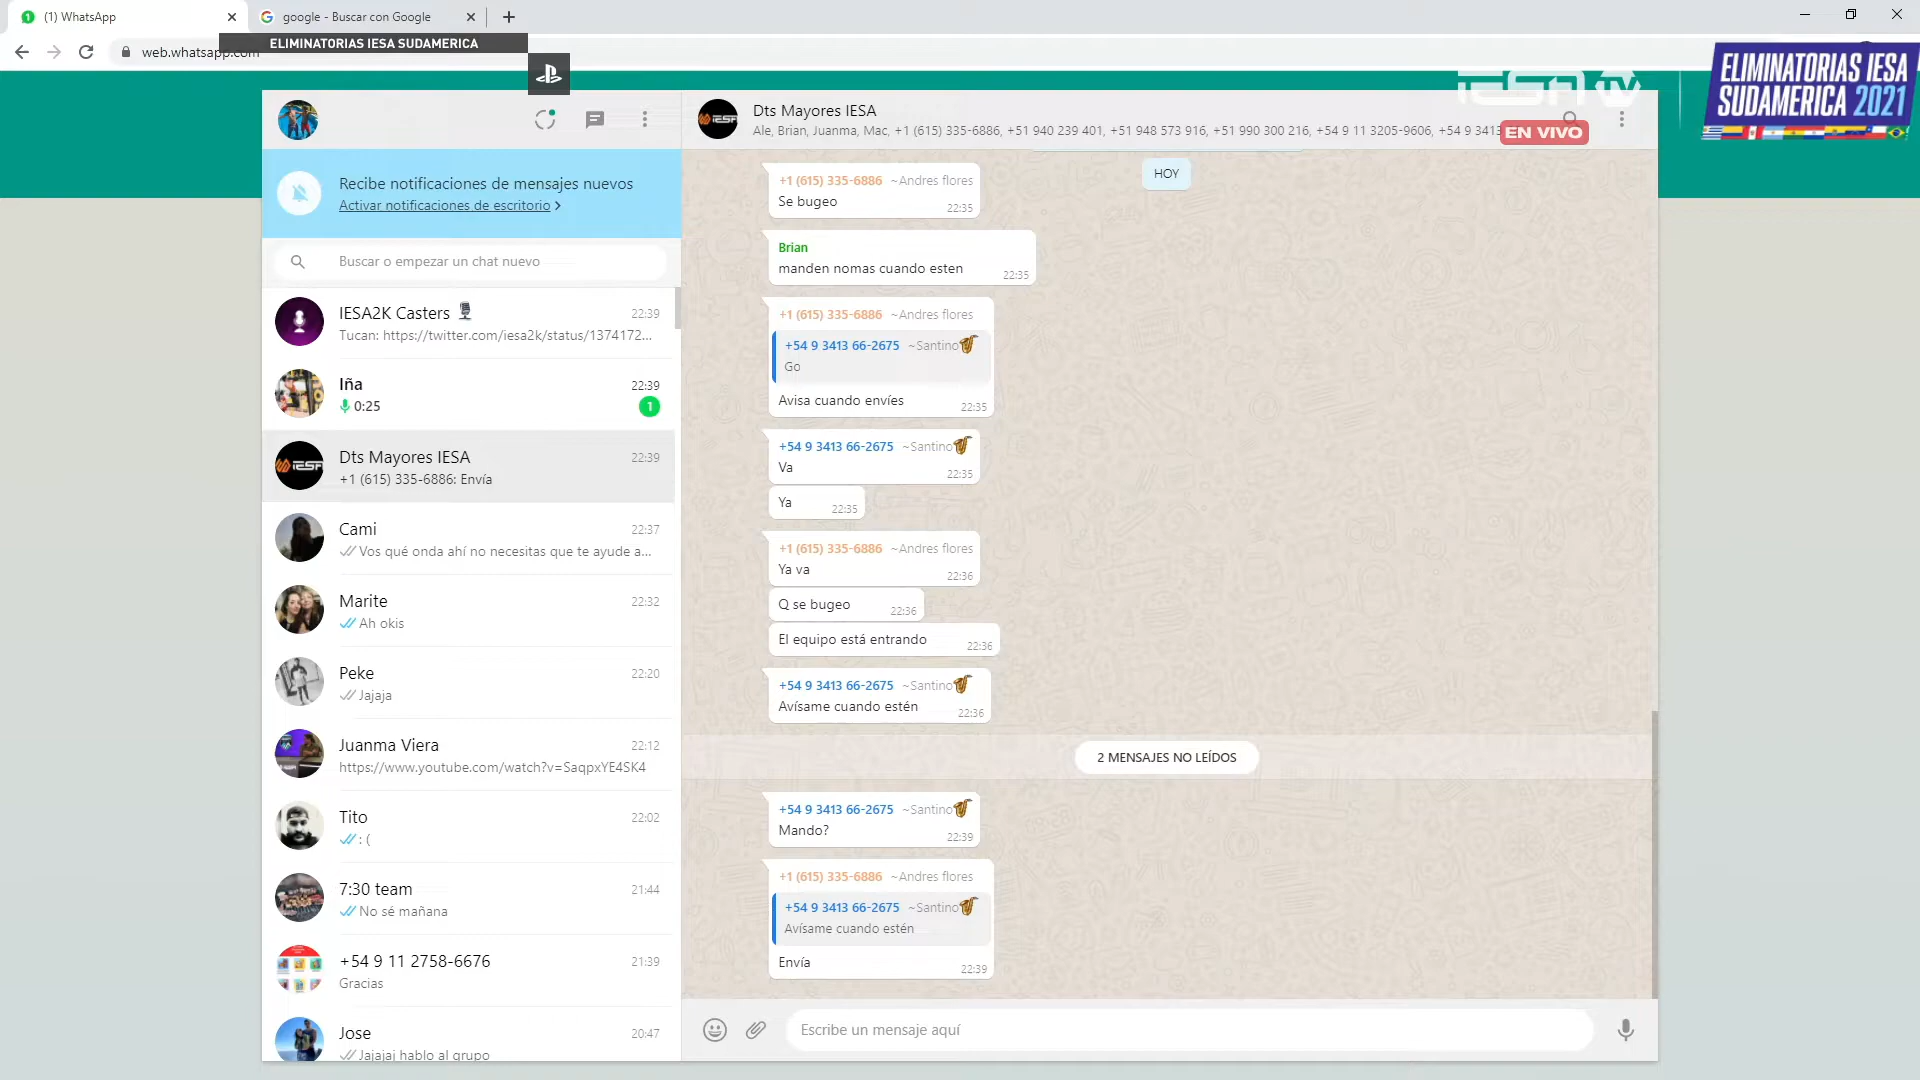 (1) WhatsApp
google - Buscar con Google
ELIMINATORIAS IESA SUDAMERICA
web.whatsapp.com
ELIMINATORIAS IESA
SUDAMERICA 2021
IESA TV
EN VIVO
Recibe notificaciones de mensajes nuevos
Activar notificaciones de escritorio >
Buscar o empezar un chat nuevo
IESA2K Casters 🎙️ 22:39
Tucan: https://twitter.com/iesa2k/status/1374172...
Iña 22:39
0:25 1
Dts Mayores IESA 22:39
+1 (615) 335-6886: Envía
Cami 22:37
Vos qué onda ahí no necesitas que te ayude a...
Marite 22:32
Ah okis
Peke 22:20
Jajaja
Juanma Viera 22:12
https://www.youtube.com/watch?v=SaqpxYE4SK4
Tito 22:02
: (
7:30 team 21:44
No sé mañana
+54 9 11 2758-6676 21:39
Gracias
Jose 20:47
Jajajaj hablo al grupo
IESA
Dts Mayores IESA
Ale, Brian, Juanma, Mac, +1 (615) 335-6886, +51 940 239 401, +51 948 573 916, +51 990 300 216, +54 9 11 3205-9606, +54 9 3413
HOY
+1 (615) 335-6886 ~Andres flores
Se bugeo 22:35
Brian
manden nomas cuando esten 22:35
+1 (615) 335-6886 ~Andres flores
+54 9 3413 66-2675 ~Santino🎷
Go
Avisa cuando envíes 22:35
+54 9 3413 66-2675 ~Santino🎷
Va 22:35
Ya 22:35
+1 (615) 335-6886 ~Andres flores
Ya va 22:36
Q se bugeo 22:36
El equipo está entrando 22:36
+54 9 3413 66-2675 ~Santino🎷
Avísame cuando estén 22:36
2 MENSAJES NO LEÍDOS
+54 9 3413 66-2675 ~Santino🎷
Mando? 22:39
+1 (615) 335-6886 ~Andres flores
+54 9 3413 66-2675 ~Santino🎷
Avísame cuando estén
Envía 22:39
Escribe un mensaje aquí